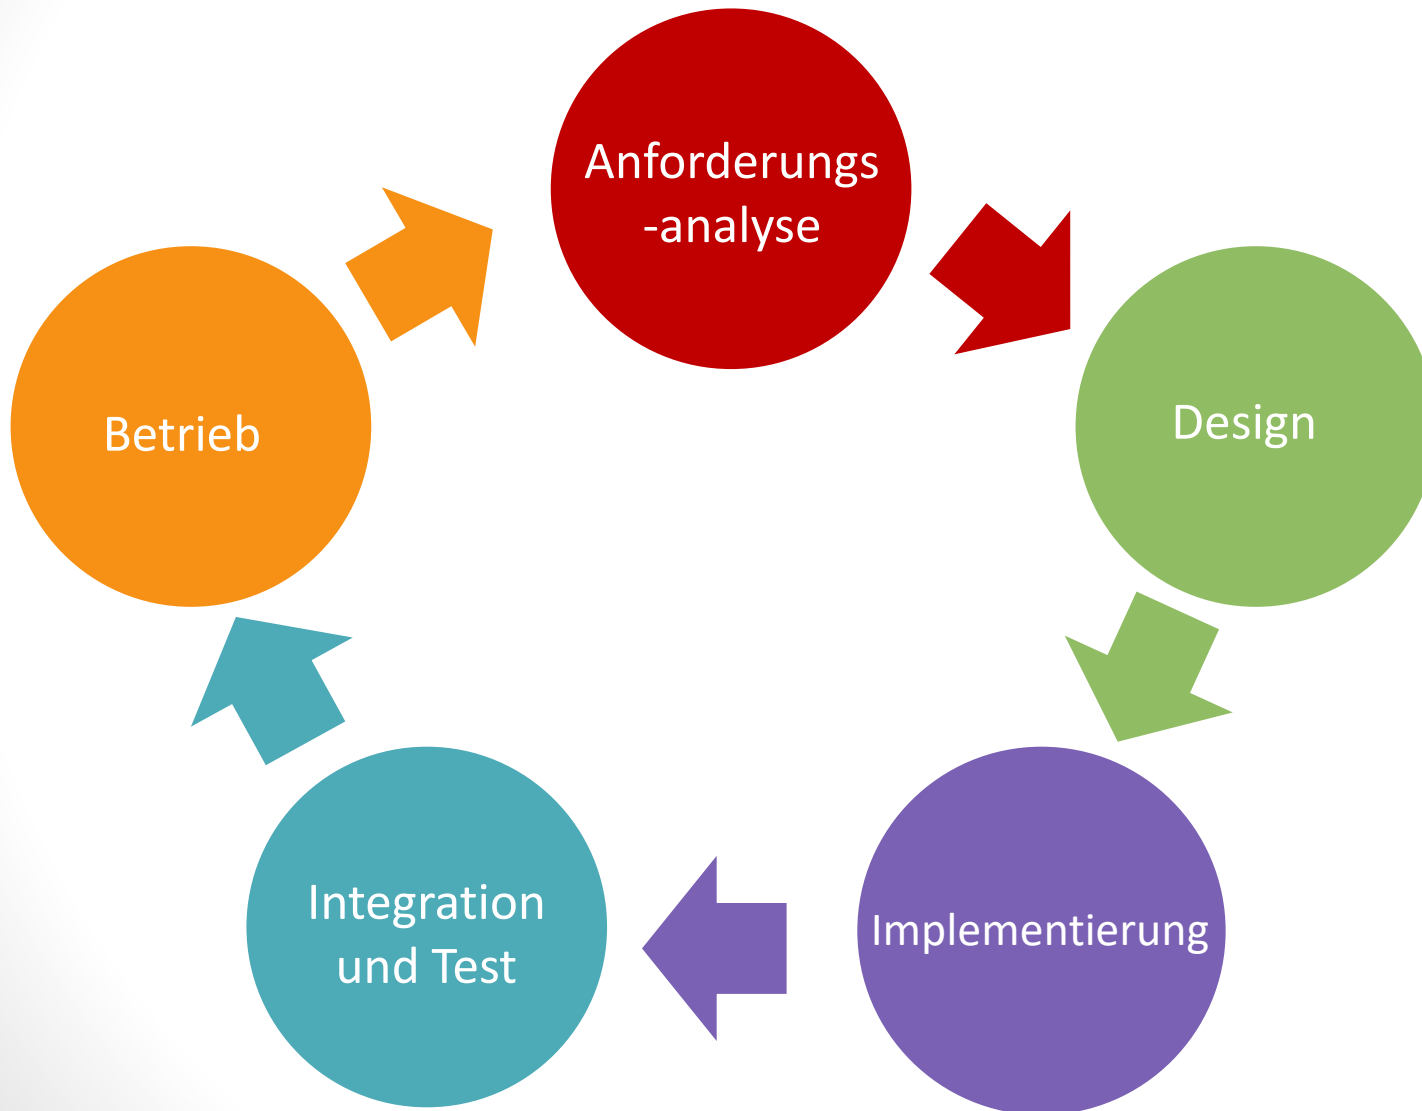 Anforderungs
-analyse
Design
Implementierung
Integration
und Test
Betrieb